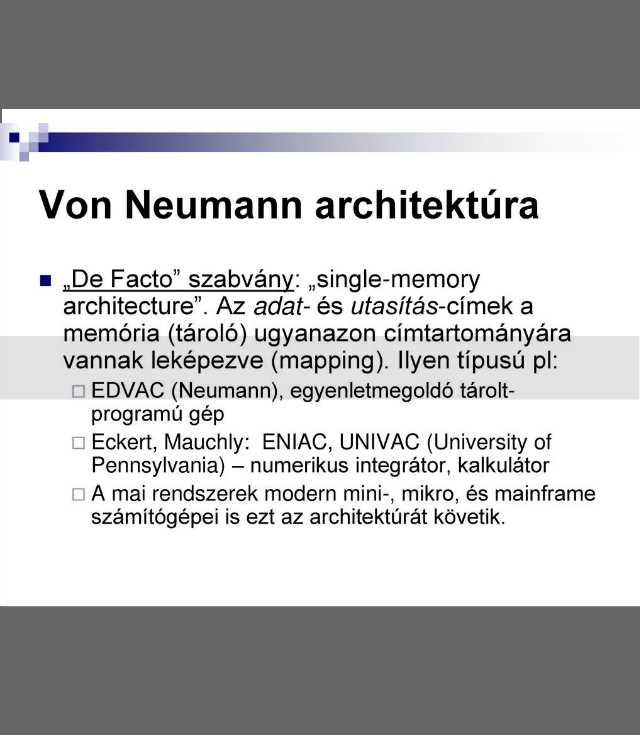 Von Neumann architektúra
„De Facto” szabvány: „single-memory
architecture”. Az adat- és utasítás-címek a
memória (tároló) ugyanazon címtartományára
vannak leképezve (mapping). Ilyen típusú pl:
EDVAC (Neumann), egyenletmegoldó tárolt-
programú gép
Eckert, Mauchly: ENIAC, UNIVAC (University of
Pennsylvania) – numerikus integrátor, kalkulátor
A mai rendszerek modern mini-, mikro, és mainframe
számítógépei is ezt az architektúrát követik.